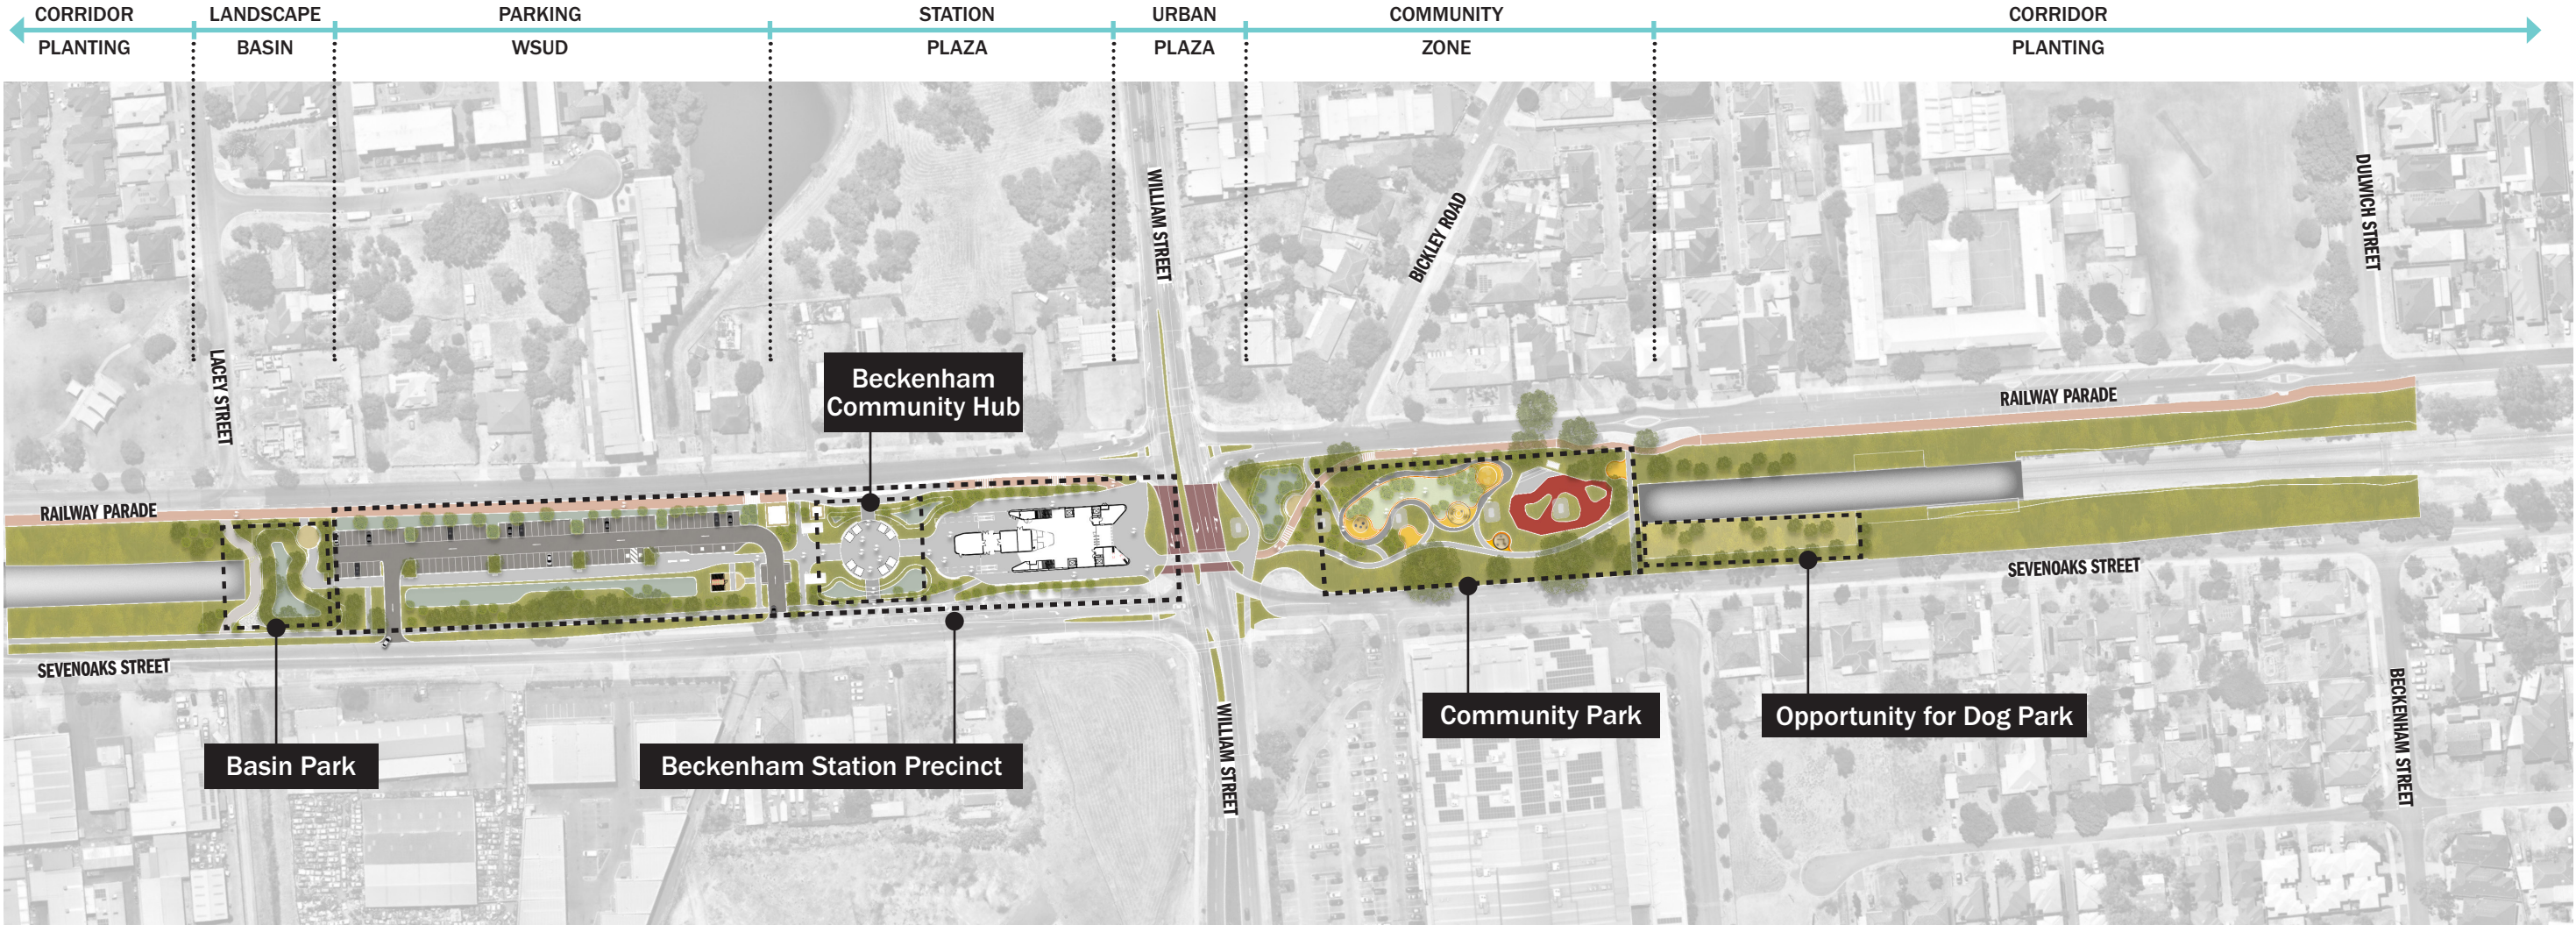 CORRIDOR
PLANTING
LANDSCAPE
BASIN
PARKING
WSUD
STATION
PLAZA
URBAN
PLAZA
COMMUNITY
ZONE
CORRIDOR
PLANTING
LACEY STREET
WILLIAM STREET
BICKLEY ROAD
DULWICH STREET
Beckenham
Community Hub
RAILWAY PARADE
RAILWAY PARADE
SEVENOAKS STREET
SEVENOAKS STREET
Basin Park
Beckenham Station Precinct
WILLIAM STREET
Community Park
Opportunity for Dog Park
BECKENHAM STREET